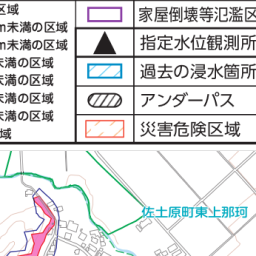 区域
m未満の区域
m未満の区域
未満の区域
未満の区域
未満の区域
域
家屋倒壊等氾濫区
指定水位観測所
過去の浸水箇所
アンダーパス
災害危険区域
佐土原町東上那珂